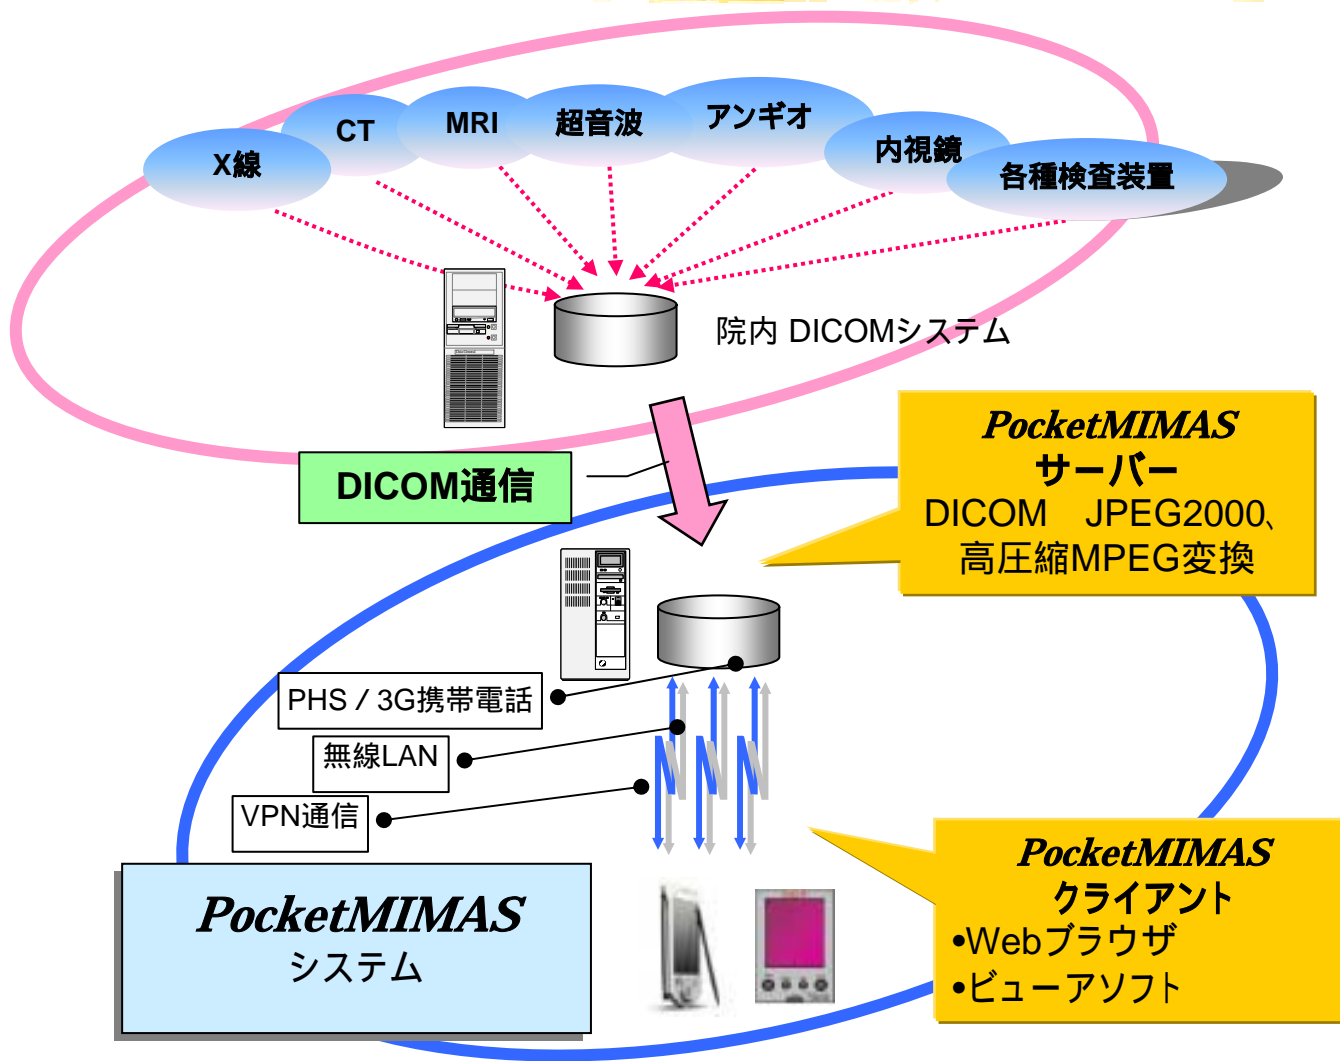 X線
CT
MRI
超音波
アンギオ
内視鏡
各種検査装置
院内 DICOMシステム
DICOM通信
PocketMIMAS
サーバー
DICOM　JPEG2000、
高圧縮MPEG変換
PHS / 3G携帯電話
無線LAN
VPN通信
PocketMIMAS
システム
PocketMIMAS
クライアント
•Webブラウザ
•ビューアソフト